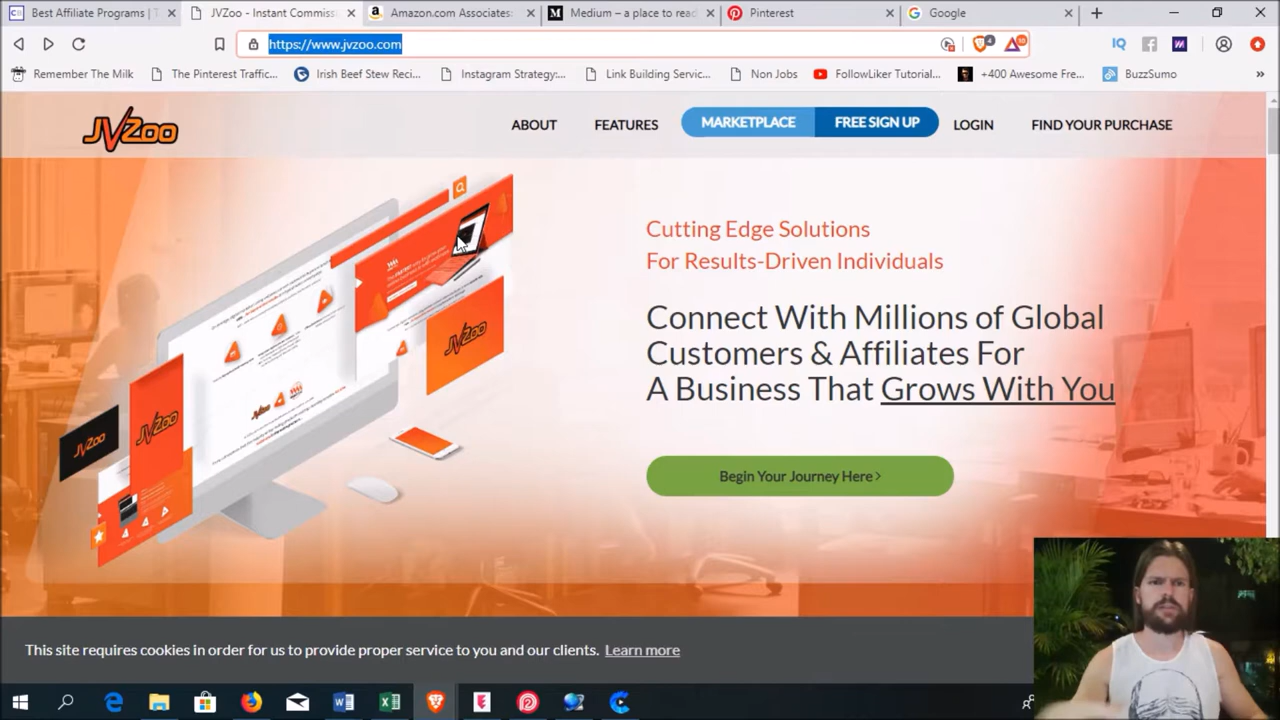 Best Affiliate Programs | T
JVZoo - Instant Commiss
Amazon.com Associates:
Medium – a place to read
Pinterest
Google
https://www.jvzoo.com
Remember The Milk
The Pinterest Traffic...
Irish Beef Stew Reci...
Instagram Strategy:...
Link Building Servic...
Non Jobs
FollowLiker Tutorial...
+400 Awesome Fre...
BuzzSumo
JVZoo
ABOUT
FEATURES
MARKETPLACE
FREE SIGN UP
LOGIN
FIND YOUR PURCHASE
Cutting Edge Solutions
For Results-Driven Individuals
Connect With Millions of Global
Customers & Affiliates For
A Business That Grows With You
Begin Your Journey Here
JVZoo
JVZoo
JVZoo
This site requires cookies in order for us to provide proper service to you and our clients. Learn more